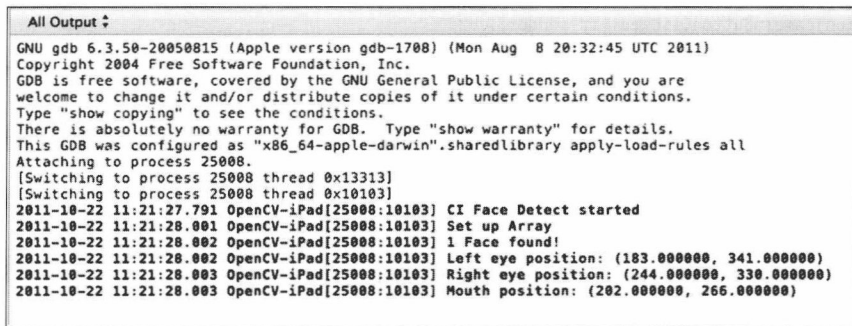 All Output
GNU gdb 6.3.50-20050815 (Apple version gdb-1708) (Mon Aug  8 20:32:45 UTC 2011)
Copyright 2004 Free Software Foundation, Inc.
GDB is free software, covered by the GNU General Public License, and you are
welcome to change it and/or distribute copies of it under certain conditions.
Type "show copying" to see the conditions.
There is absolutely no warranty for GDB.  Type "show warranty" for details.
This GDB was configured as "x86_64-apple-darwin".sharedlibrary apply-load-rules all
Attaching to process 25008.
[Switching to process 25008 thread 0x13313]
[Switching to process 25008 thread 0x10103]
2011-10-22 11:21:27.791 OpenCV-iPad[25008:10103] CI Face Detect started
2011-10-22 11:21:28.001 OpenCV-iPad[25008:10103] Set up Array
2011-10-22 11:21:28.002 OpenCV-iPad[25008:10103] 1 Face found!
2011-10-22 11:21:28.002 OpenCV-iPad[25008:10103] Left eye position: (183.000000, 341.000000)
2011-10-22 11:21:28.003 OpenCV-iPad[25008:10103] Right eye position: (244.000000, 330.000000)
2011-10-22 11:21:28.003 OpenCV-iPad[25008:10103] Mouth position: (202.000000, 266.000000)